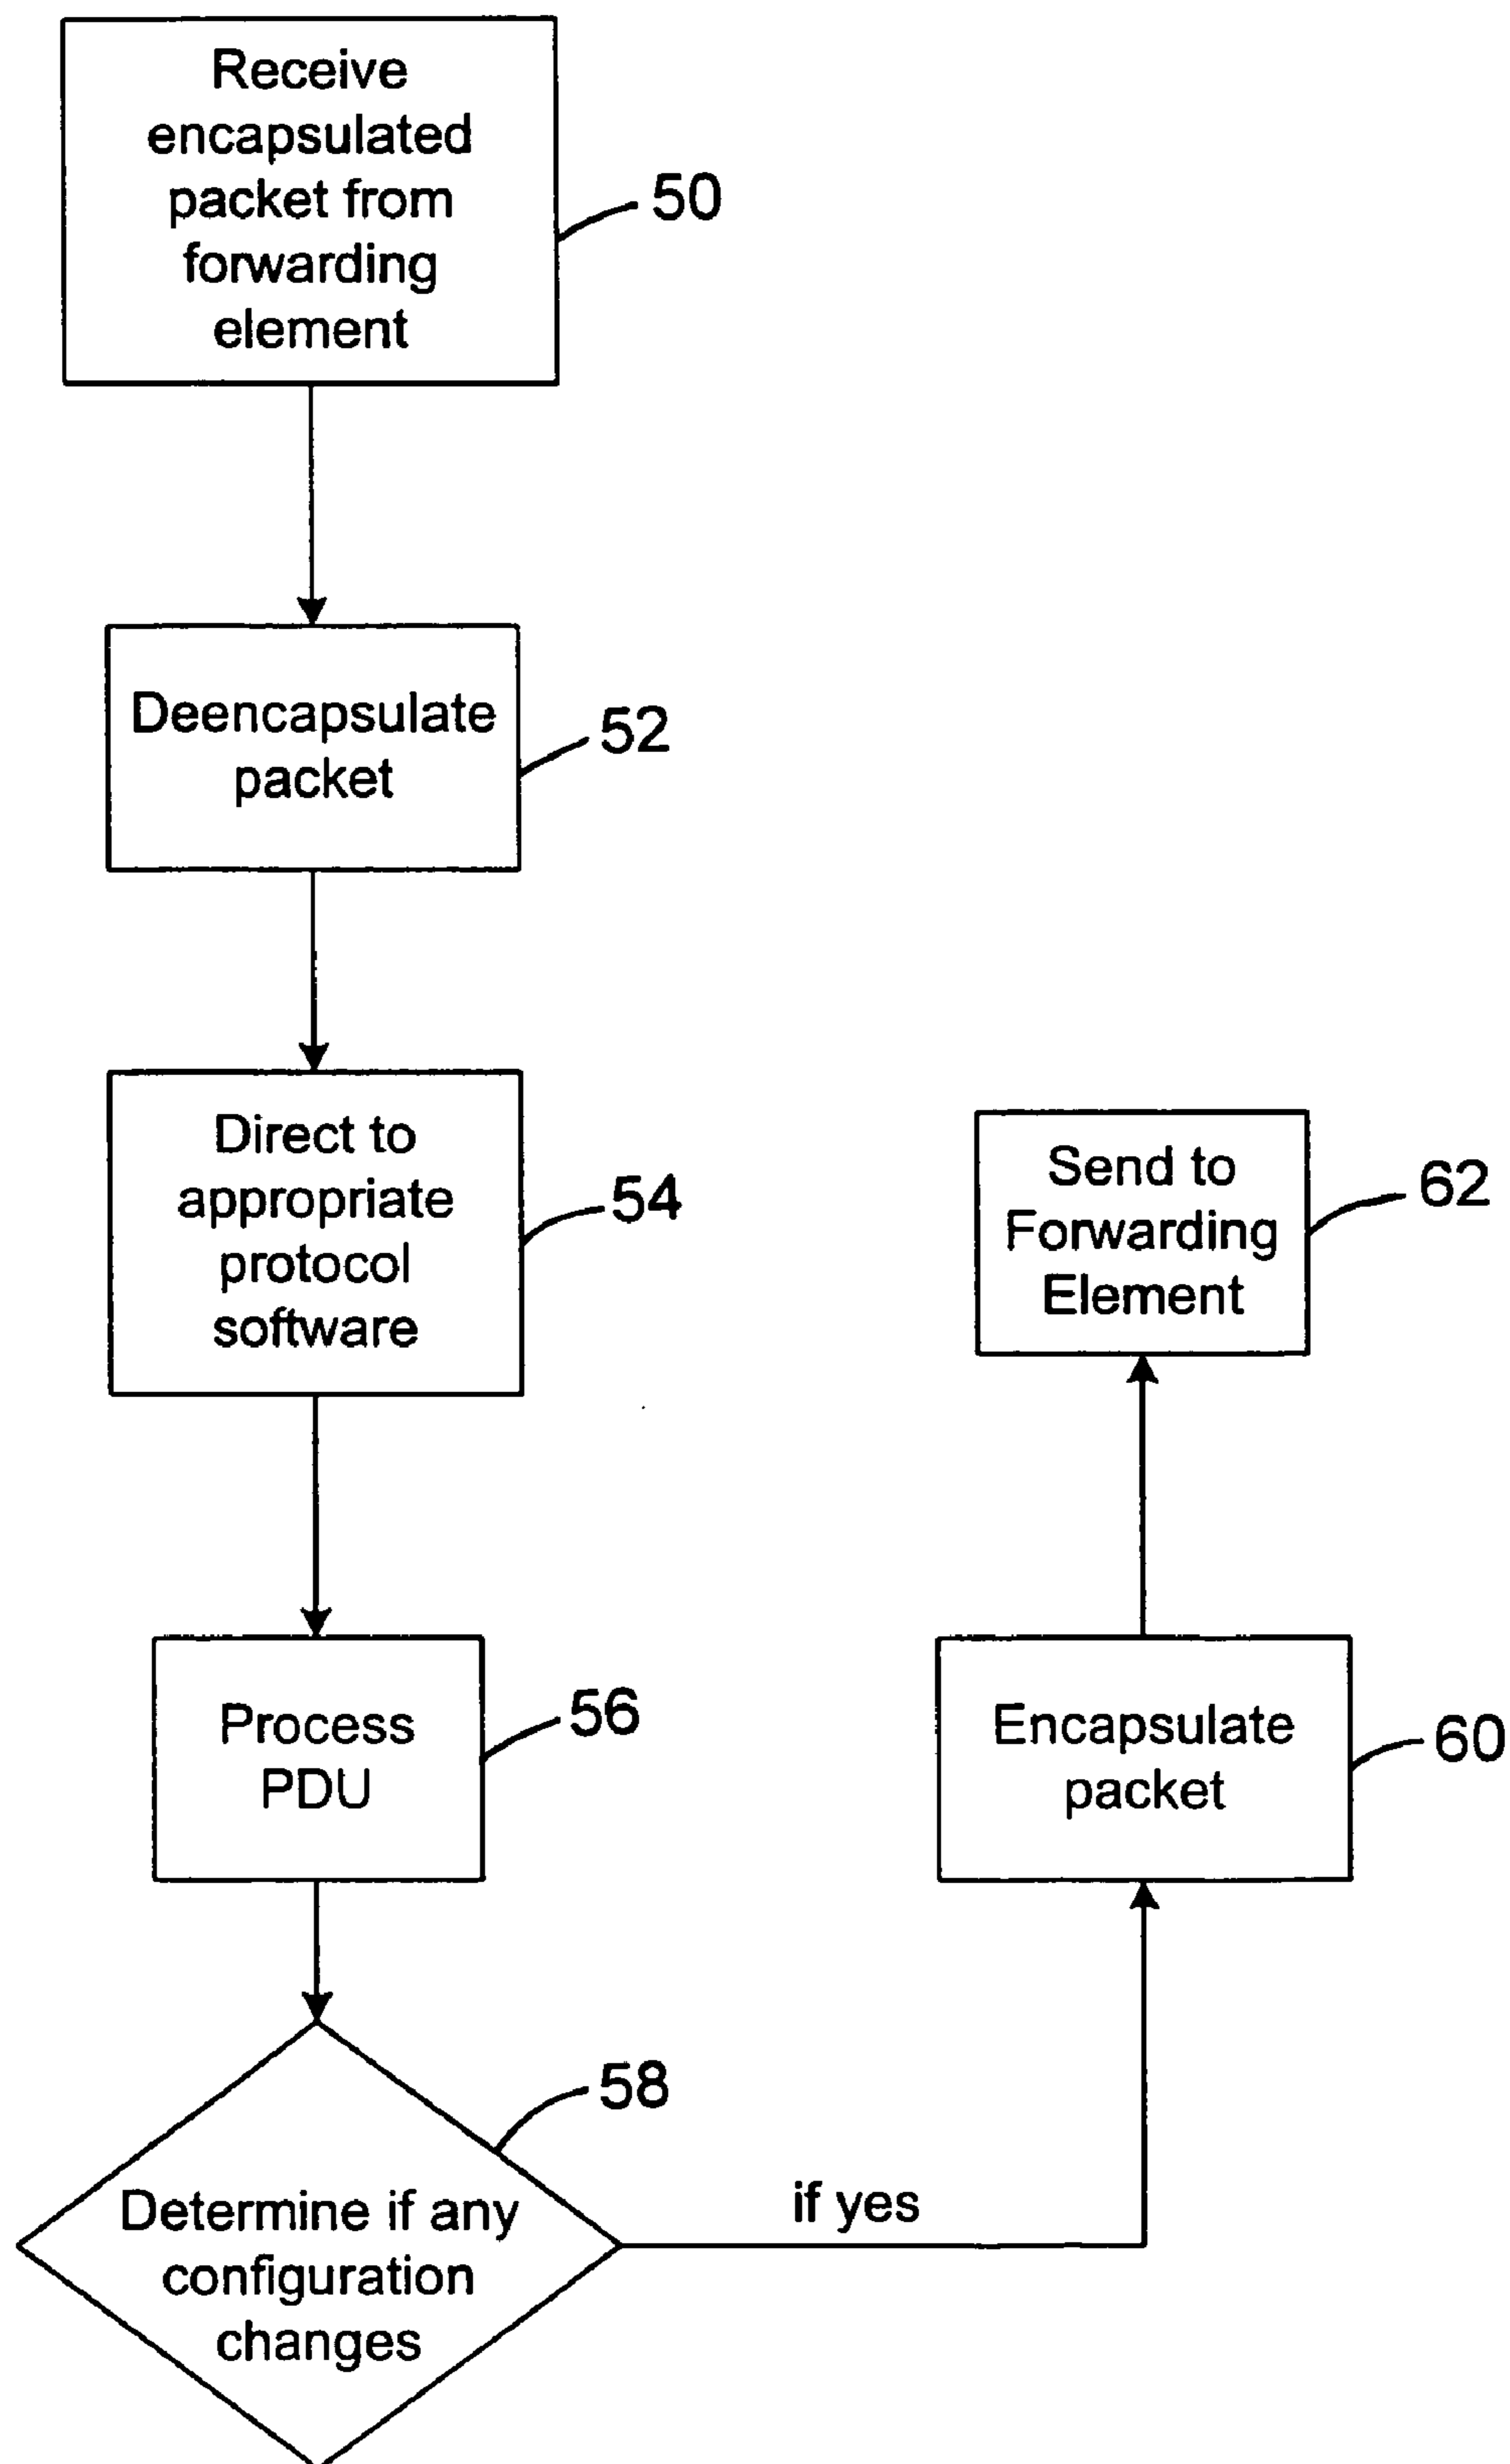 Receive
encapsulated
packet from
forwarding
element
50
Deencapsulate
packet
52
Direct to
appropriate
protocol
software
54
Process
PDU
56
Determine if any
configuration
changes
58
if yes
Encapsulate
packet
60
Send to
Forwarding
Element
62